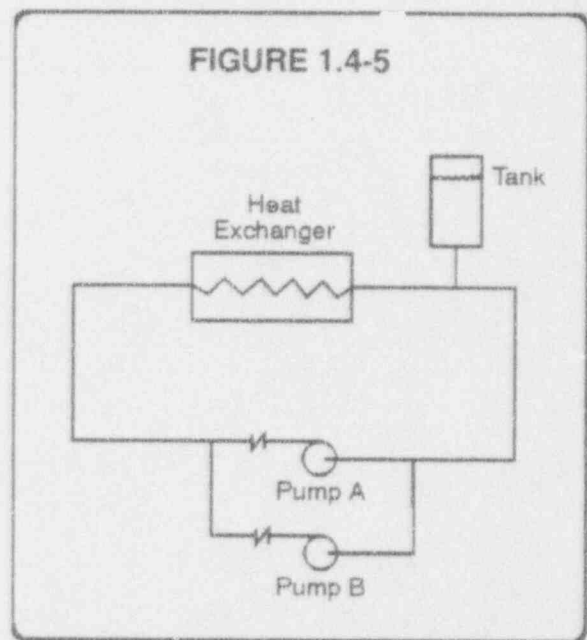 FIGURE 1.4-5
Tank
Heat
Exchanger
Pump A
Pump B